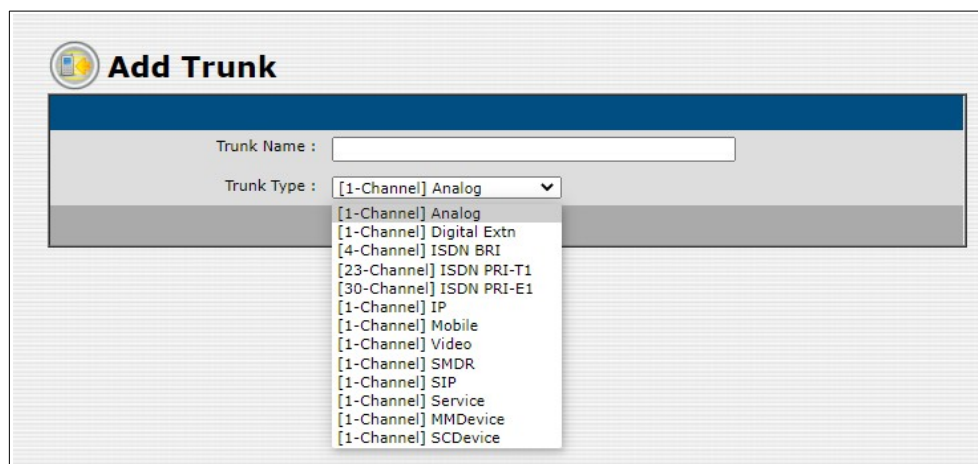 Add Trunk
Trunk Name :
Trunk Type :  [1-Channel] Analog
[1-Channel] Analog
[1-Channel] Digital Extn
[4-Channel] ISDN BRI
[23-Channel] ISDN PRI-T1
[30-Channel] ISDN PRI-E1
[1-Channel] IP
[1-Channel] Mobile
[1-Channel] Video
[1-Channel] SMDR
[1-Channel] SIP
[1-Channel] Service
[1-Channel] MMDevice
[1-Channel] SCDevice